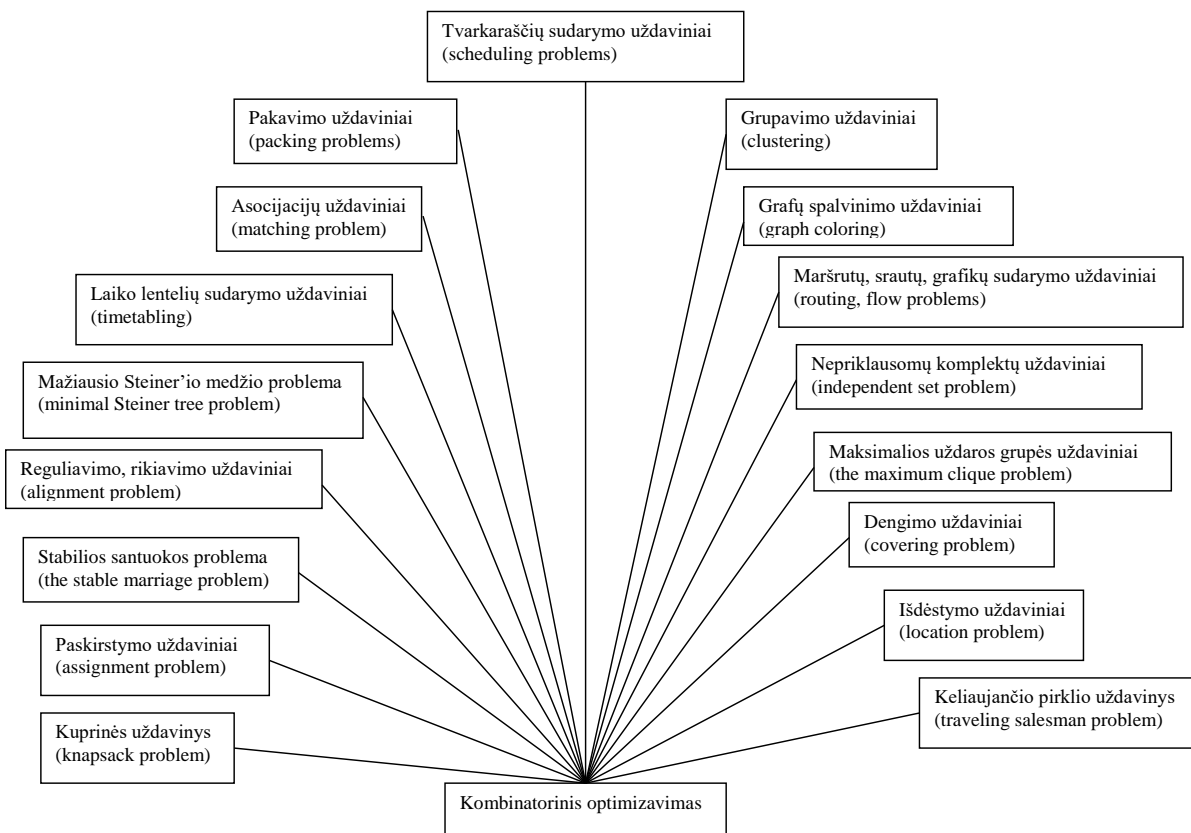 Tvarkaraščių sudarymo uždaviniai
(scheduling problems)
Pakavimo uždaviniai
(packing problems)
Grupavimo uždaviniai
(clustering)
Asocijacijų uždaviniai
(matching problem)
Grafų spalvinimo uždaviniai
(graph coloring)
Laiko lentelių sudarymo uždaviniai
(timetabling)
Maršrutų, srautų, grafikų sudarymo uždaviniai
(routing, flow problems)
Mažiausio Steiner’io medžio problema
(minimal Steiner tree problem)
Nepriklausomų komplektų uždaviniai
(independent set problem)
Reguliavimo, rikiavimo uždaviniai
(alignment problem)
Maksimalios uždaros grupės uždaviniai
(the maximum clique problem)
Stabilios santuokos problema
(the stable marriage problem)
Dengimo uždaviniai
(covering problem)
Paskirstymo uždaviniai
(assignment problem)
Išdėstymo uždaviniai
(location problem)
Kuprinės uždavinys
(knapsack problem)
Keliaujančio pirklio uždavinys
(traveling salesman problem)
Kombinatorinis optimizavimas